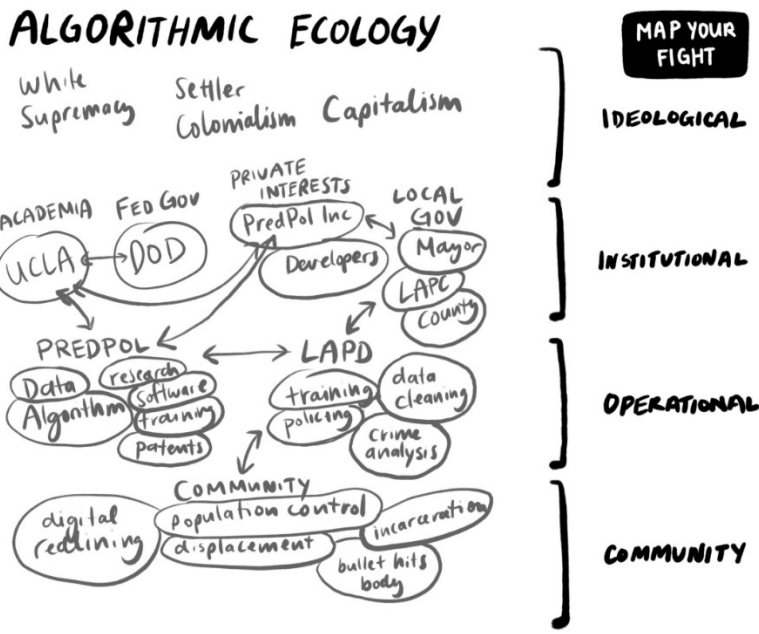 ALGORITHMIC ECOLOGY
MAP YOUR
FIGHT
White
Supremacy
Settler
Colonialism
Capitalism
IDEOLOGICAL
ACADEMIA
FED GOV
PRIVATE
INTERESTS
LOCAL
GOV
UCLA
DOD
PredPol Inc
Developers
Mayor
LAPC
County
INSTITUTIONAL
PREDPOL
Data
Algorithm
research
software
training
patents
LAPD
training
policing
data
cleaning
crime
analysis
OPERATIONAL
COMMUNITY
digital
redlining
population control
displacement
incarceration
bullet hits
body
COMMUNITY